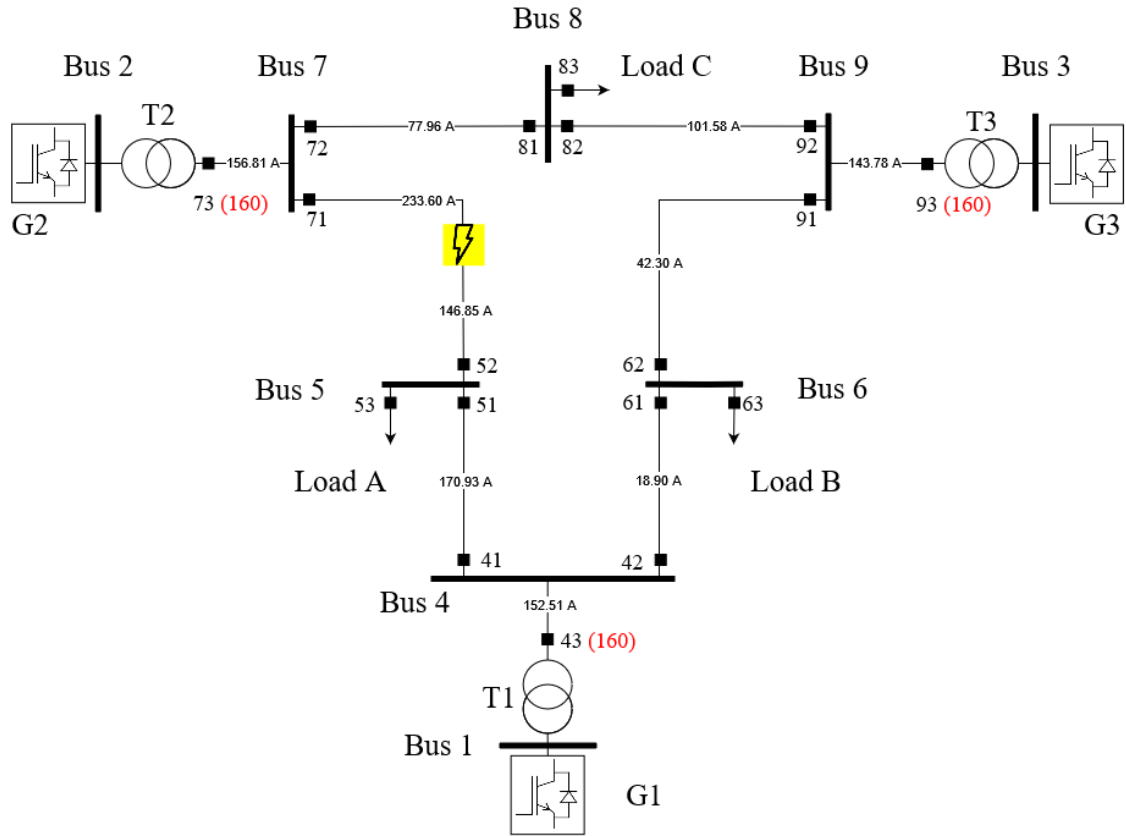 Bus 8
Bus 2
Bus 7
83
Load C
Bus 9
Bus 3
T2
T3
77.96 A
101.58 A
72
81
82
92
156.81 A
143.78 A
73 (160)
93 (160)
G2
233.60 A
71
91
G3
42.30 A
146.85 A
52
62
Bus 5
Bus 6
53
51
61
63
Load A
170.93 A
18.90 A
Load B
41
42
Bus 4
152.51 A
43 (160)
T1
Bus 1
G1